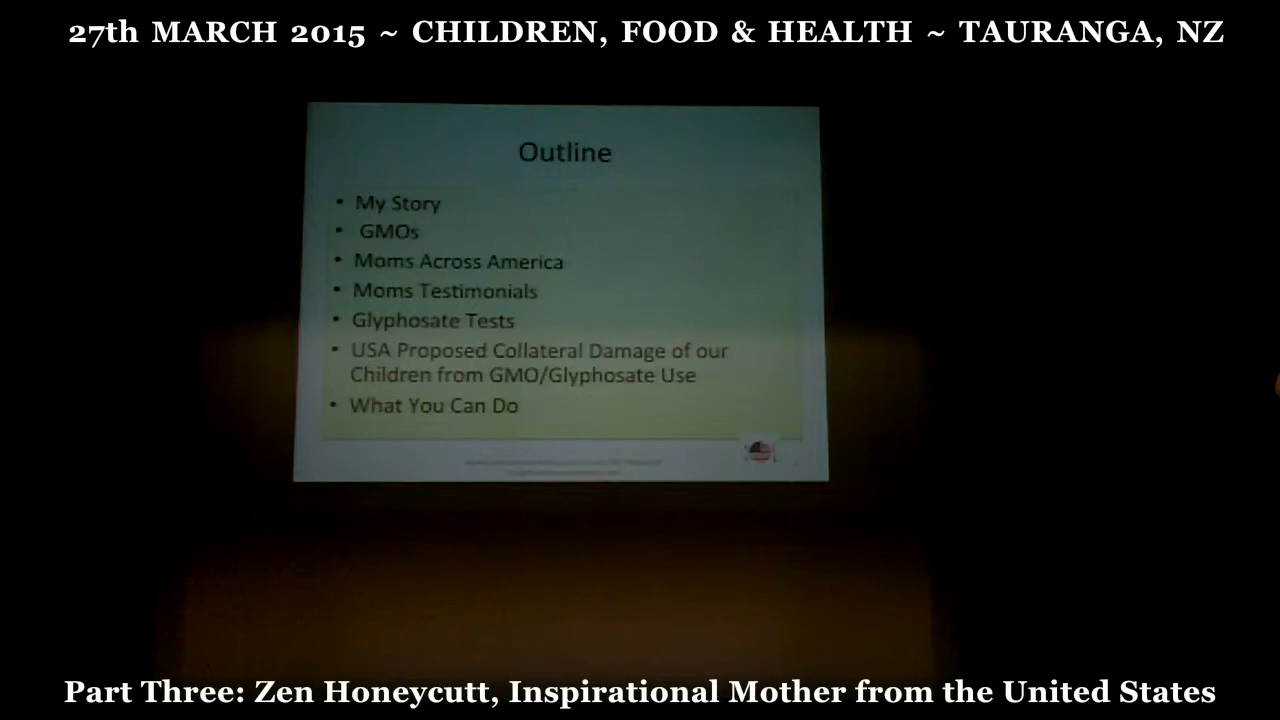 27th MARCH 2015 ~ CHILDREN, FOOD & HEALTH ~ TAURANGA, NZ
Outline
• My Story
• GMOs
• Moms Across America
• Moms Testimonials
• Glyphosate Tests
• USA Proposed Collateral Damage of our
Children from GMO/Glyphosate Use
• What You Can Do
Part Three: Zen Honeycutt, Inspirational Mother from the United States